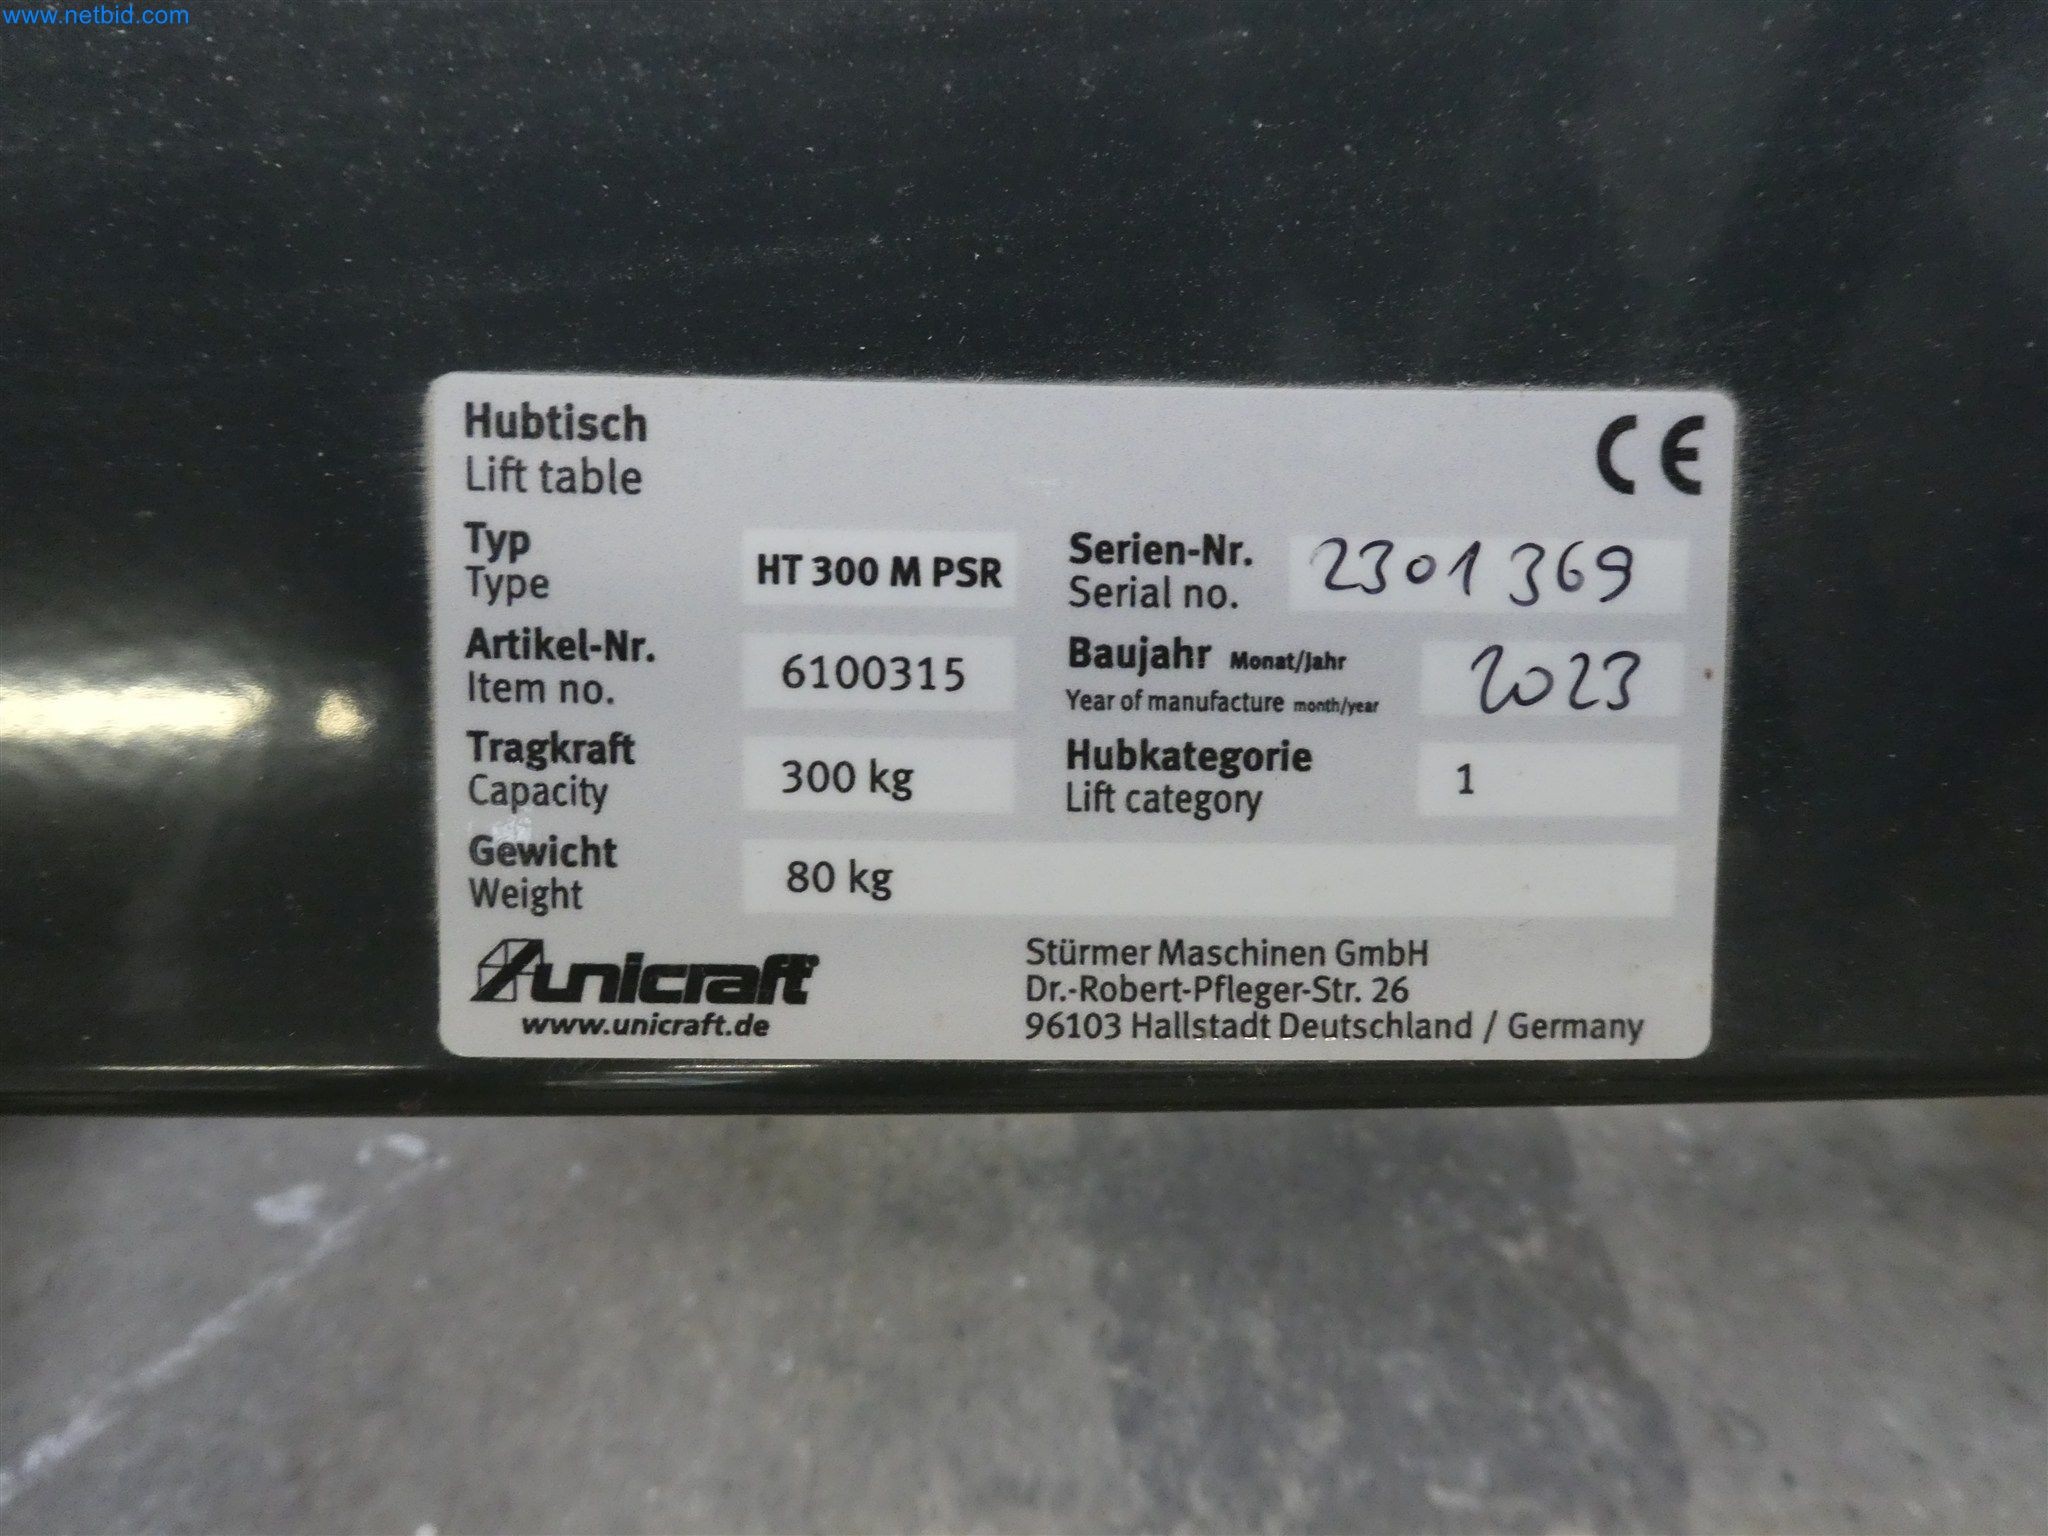 www.netbid.com
Hubtisch
Lift table
CE
Typ
Type
HT 300 M PSR
Serien-Nr.
Serial no.
2301369
Artikel-Nr.
Item no.
6100315
Baujahr Monat/Jahr
Year of manufacture month/year
2023
Tragkraft
Capacity
300 kg
Hubkategorie
Lift category
1
Gewicht
Weight
80 kg
unicraft®
www.unicraft.de
Stürmer Maschinen GmbH
Dr.-Robert-Pfleger-Str. 26
96103 Hallstadt Deutschland / Germany